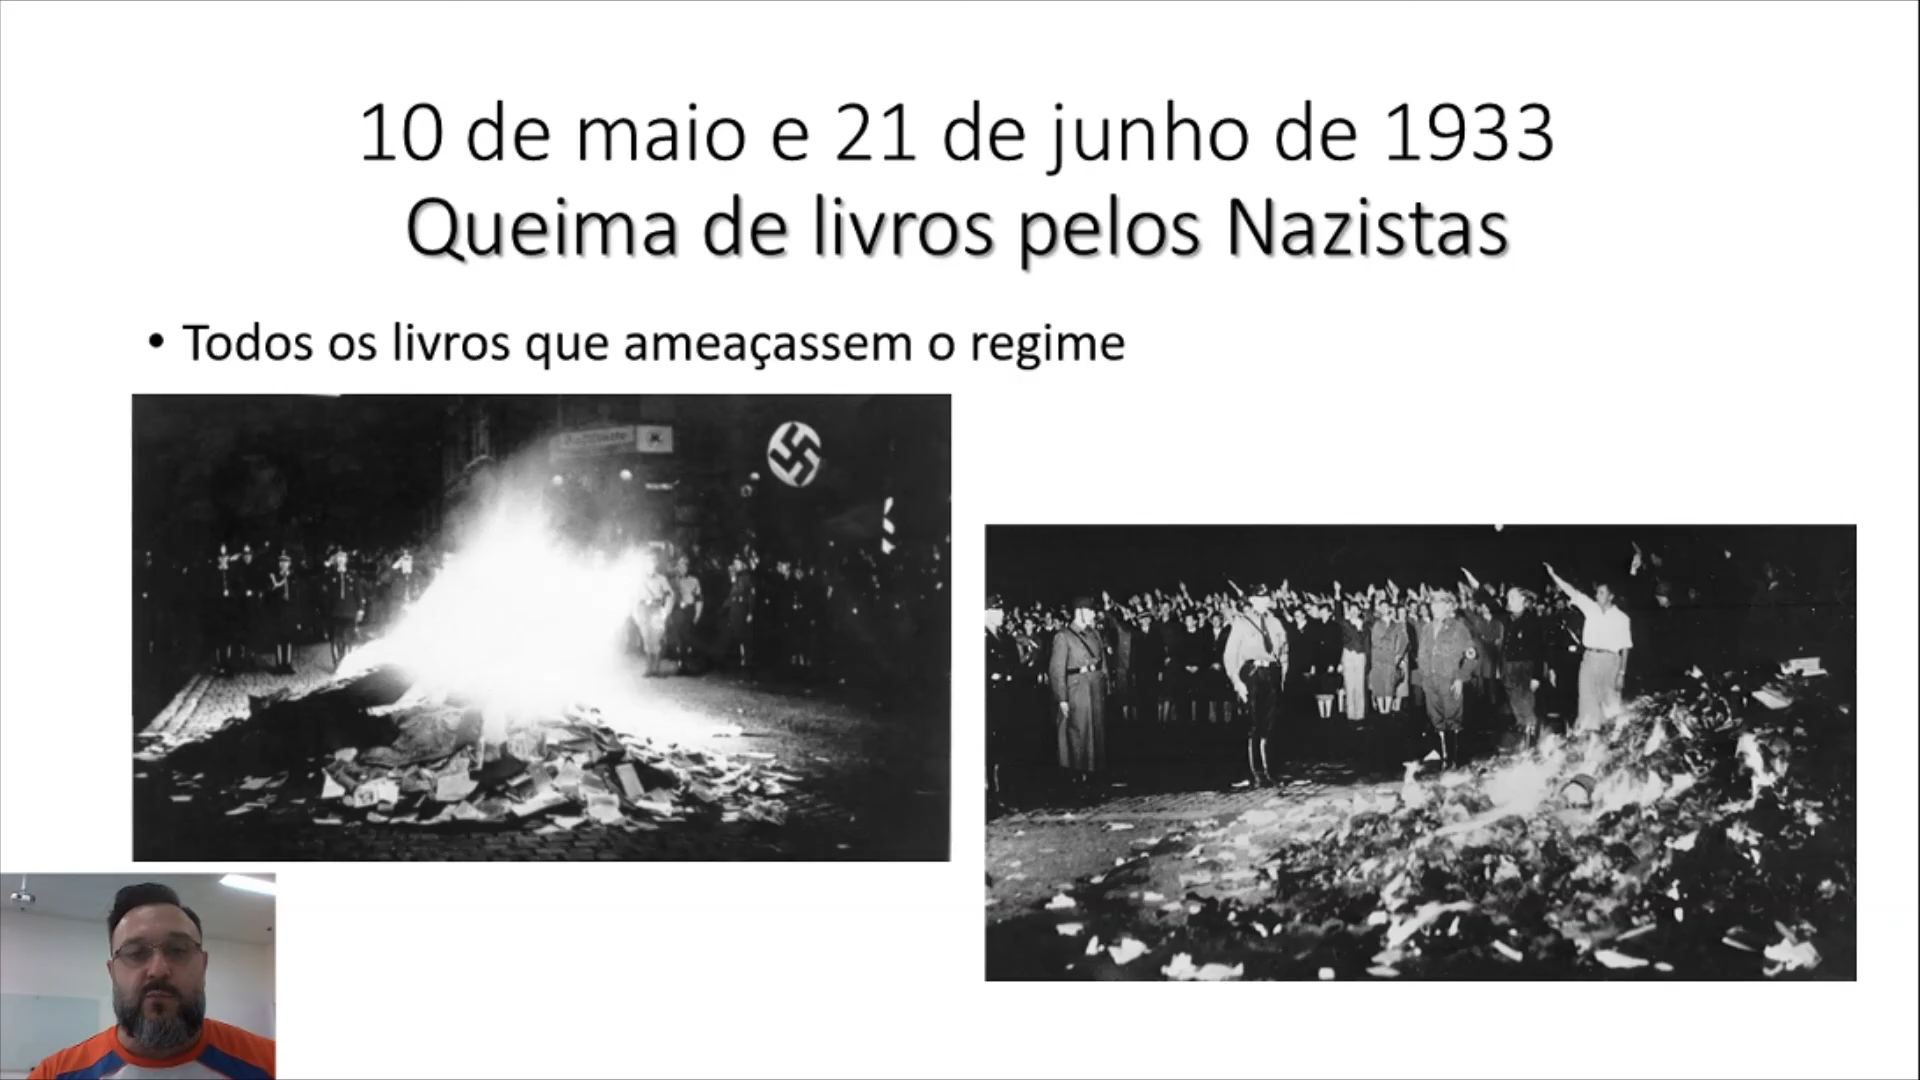 10 de maio e 21 de junho de 1933
Queima de livros pelos Nazistas
• Todos os livros que ameaçassem o regime